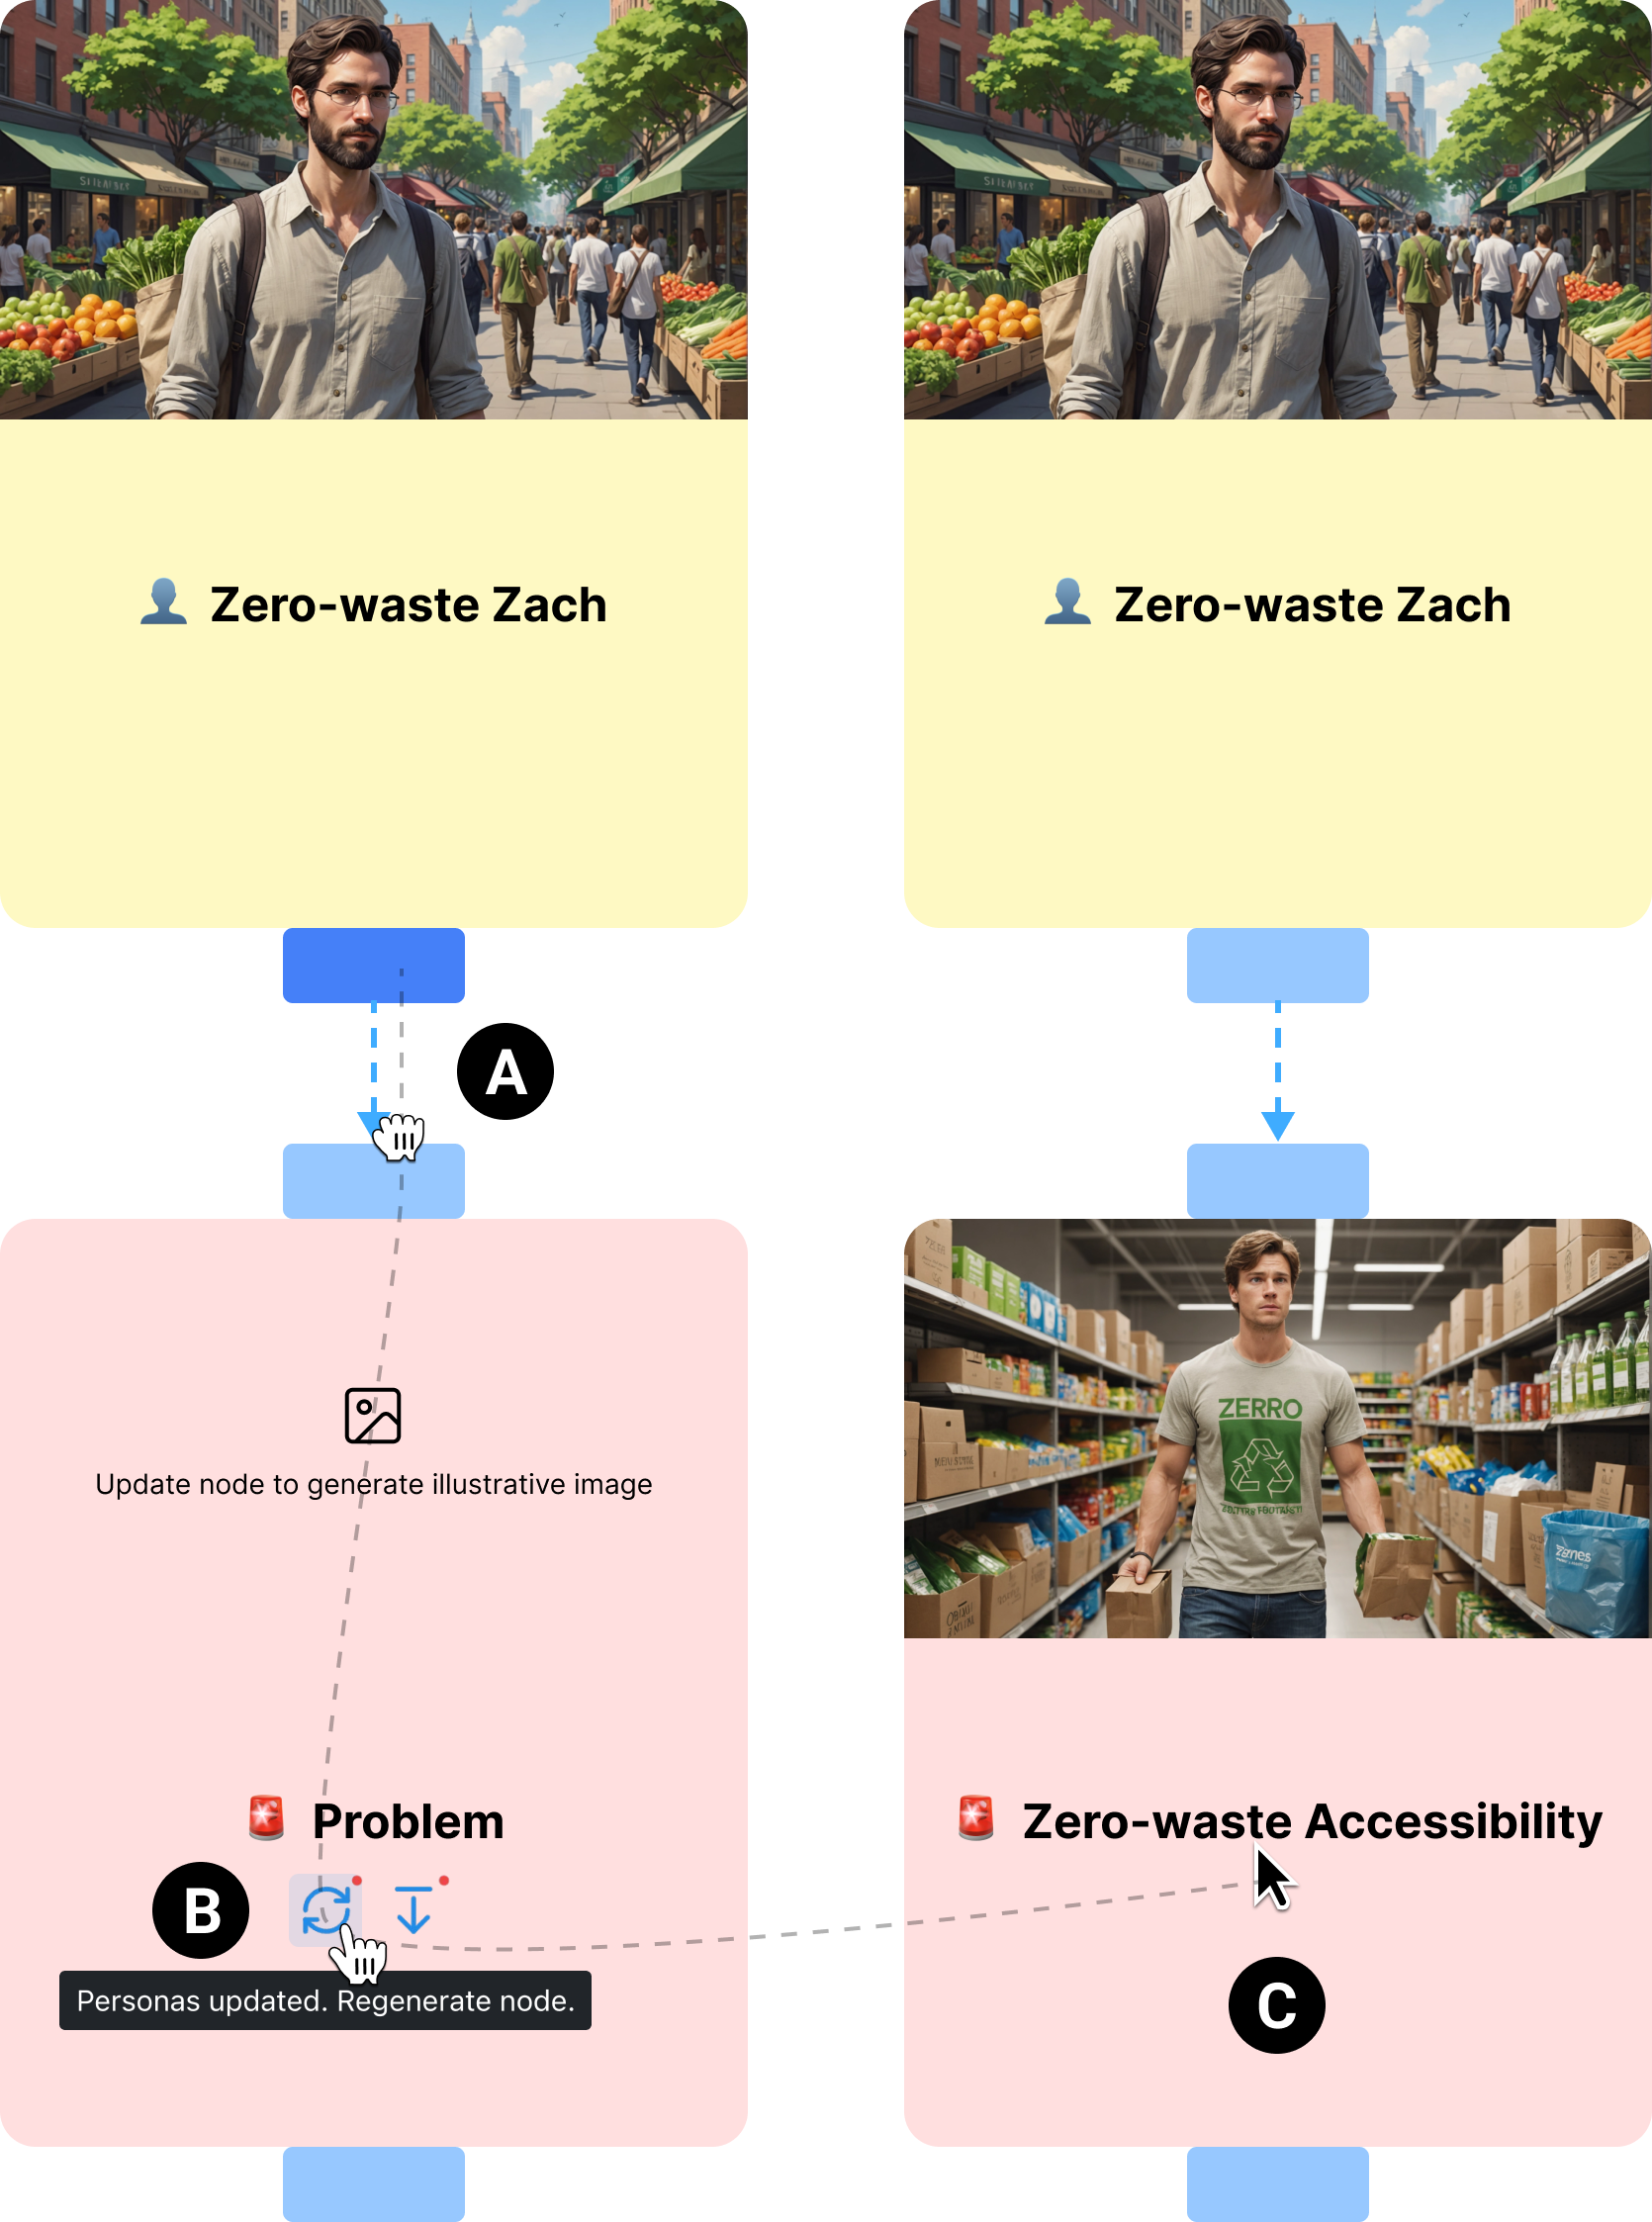 Zero-waste Zach
Zero-waste Zach
A
Update node to generate illustrative image
ZERRO
Problem
Zero-waste Accessibility
B
Personas updated. Regenerate node.
C